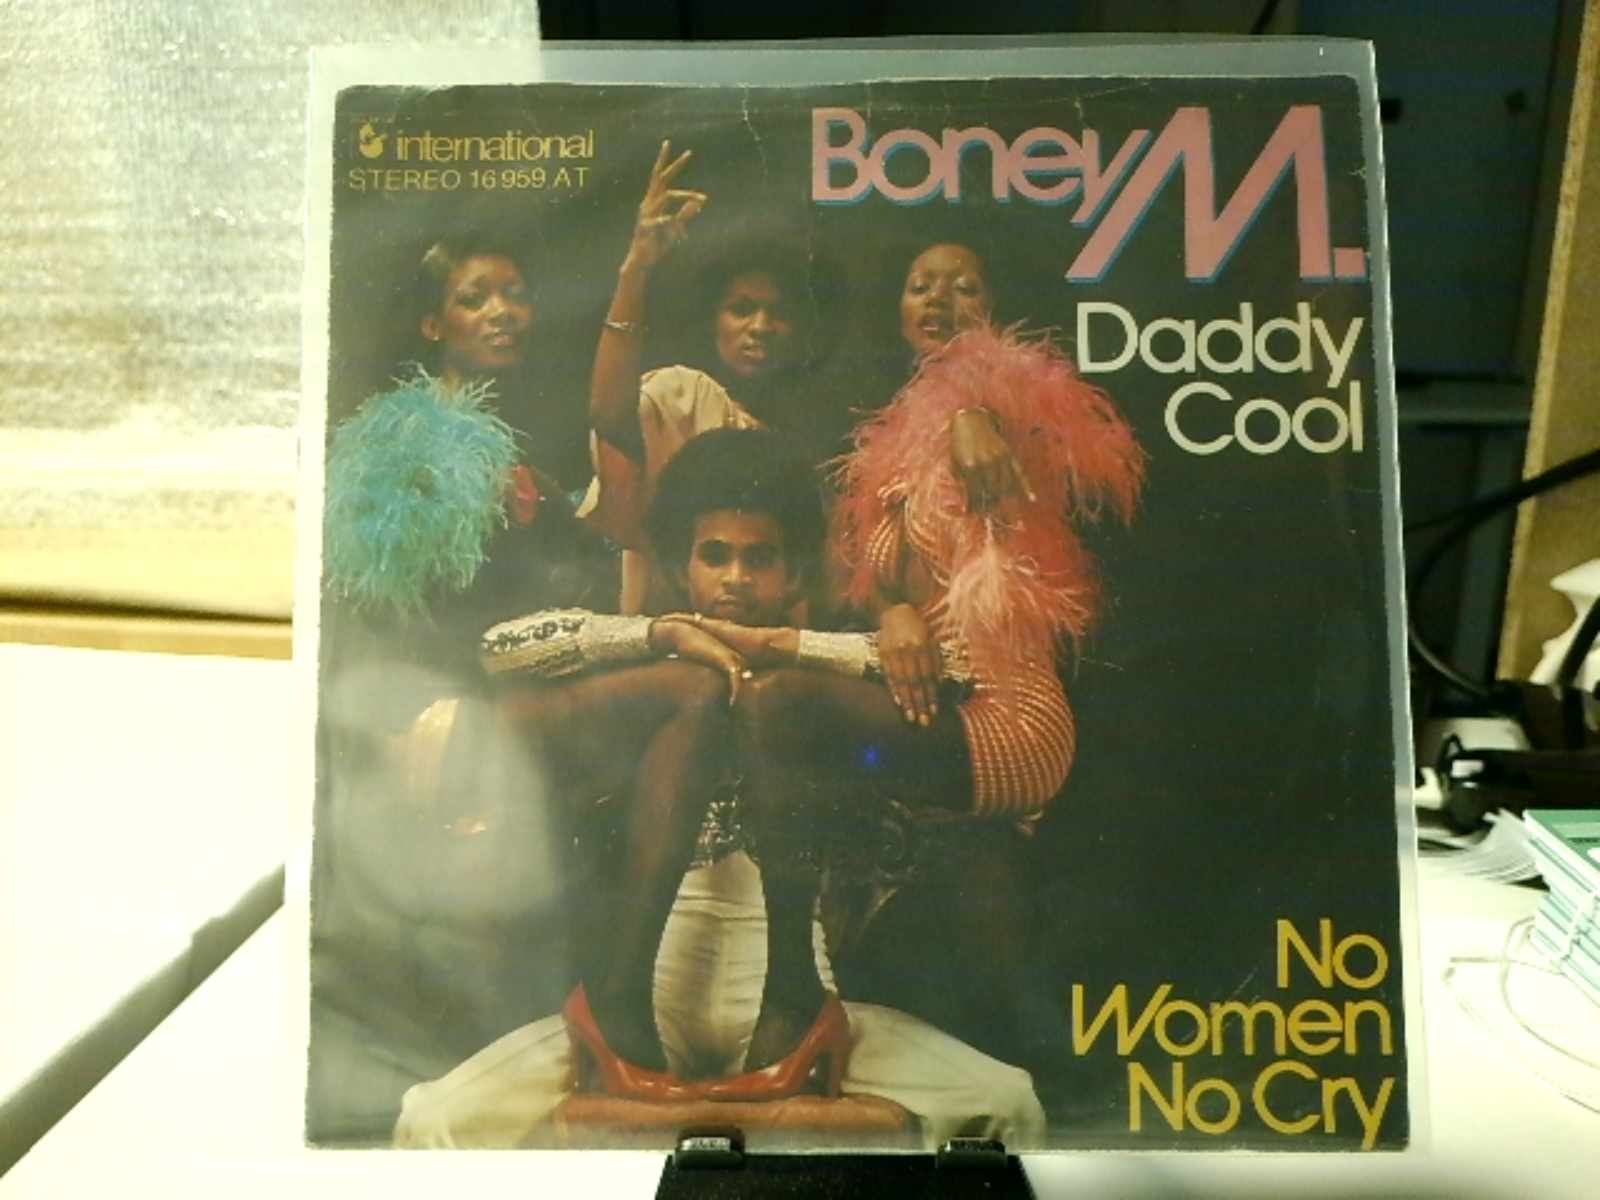 international
STEREO 16 959 AT
Boney M.
Daddy
Cool
No
Women
No Cry